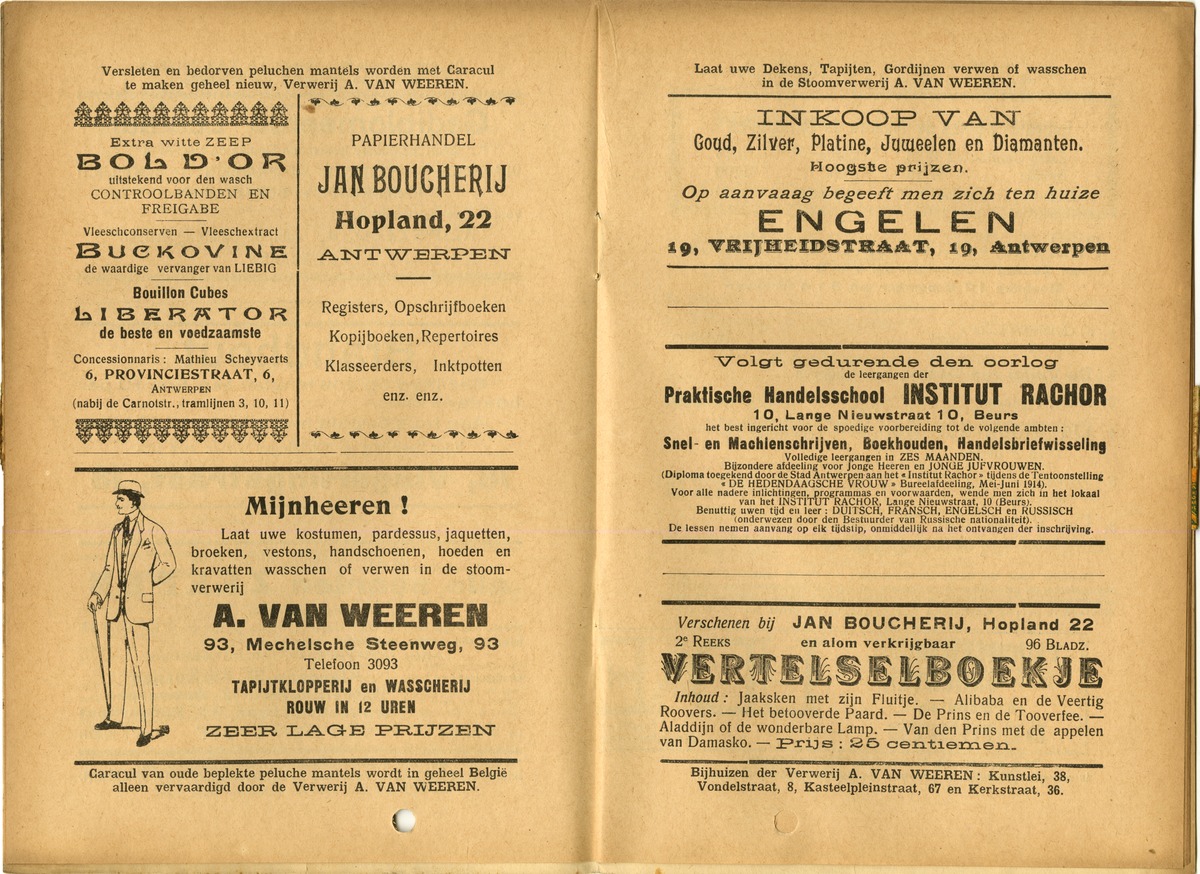 Versleten en bedorven peluchen mantels worden met Caracul
te maken geheel nieuw, Verwerij A. VAN WEEREN.
Extra witte ZEEP
BOL D'OR
uitstekend voor den wasch
CONTROOLBANDEN EN
FREIGABE
Vleeschconserven — Vleeschextract
BUCKOVINE
de waardige vervanger van LIEBIG
Bouillon Cubes
LIBERATOR
de beste en voedzaamste
Concessionnaris : Mathieu Scheyvaerts
6, PROVINCIESTRAAT, 6,
ANTWERPEN
(nabij de Carnotstr., tramlijnen 3, 10, 11)
PAPIERHANDEL
JAN BOUCHERIJ
Hopland, 22
ANTWERPEN
Registers, Opschrijfboeken
Kopijboeken, Repertoires
Klasseerders, Inktpotten
enz. enz.
Mijnheeren !
Laat uwe kostumen, pardessus, jaquetten,
broeken, vestons, handschoenen, hoeden en
kravatten wasschen of verwen in de stoom-
verwerij
A. VAN WEEREN
93, Mechelsche Steenweg, 93
Telefoon 3093
TAPIJTKLOPPERIJ en WASSCHERIJ
ROUW IN 12 UREN
ZEER LAGE PRIJZEN
Caracul van oude beplekte peluche mantels wordt in geheel België
alleen vervaardigd door de Verwerij A. VAN WEEREN.
Laat uwe Dekens, Tapijten, Gordijnen verwen of wasschen
in de Stoomverwerij A. VAN WEEREN.
INKOOP VAN
Goud, Zilver, Platine, Juweelen en Diamanten.
Hoogste prijzen.
Op aanvaaag begeeft men zich ten huize
ENGELEN
19, VRIJHEIDSTRAAT, 19, Antwerpen
Volgt gedurende den oorlog
de leergangen der
Praktische Handelsschool INSTITUT RACHOR
10, Lange Nieuwstraat 10, Beurs
het best ingericht voor de spoedige voorbereiding tot de volgende ambten :
Snel- en Machienschrijven, Boekhouden, Handelsbriefwisseling
Volledige leergangen in ZES MAANDEN.
Bijzondere afdeeling voor Jonge Heeren en JONGE JUFVROUWEN.
(Diploma toegekend door de Stad Antwerpen aan het « Institut Rachor » tijdens de Tentoonstelling
« DE HEDENDAAGSCHE VROUW » Bureelafdeeling, Mei-Juni 1914).
Voor alle nadere inlichtingen, programmas en voorwaarden, wende men zich in het lokaal
van het INSTITUT RACHOR, Lange Nieuwstraat, 10 (Beurs).
Benuttig uwen tijd en leer : DUITSCH, FRANSCH, ENGELSCH en RUSSISCH
(onderwezen door den Bestuurder van Russische nationaliteit).
De lessen nemen aanvang op elk tijdstip, onmiddellijk na het ontvangen der inschrijving.
Verschenen bij JAN BOUCHERIJ, Hopland 22
2e REEKS en alom verkrijgbaar 96 BLADZ.
VERTELSELBOEKJE
Inhoud : Jaaksken met zijn Fluitje. — Alibaba en de Veertig
Roovers. — Het betooverde Paard. — De Prins en de Tooverfee. —
Aladdijn of de wonderbare Lamp. — Van den Prins met de appelen
van Damasko. — Prijs : 25 centiemen.
Bijhuizen der Verwerij A. VAN WEEREN : Kunstlei, 38,
Vondelstraat, 8, Kasteelpleinstraat, 67 en Kerkstraat, 36.